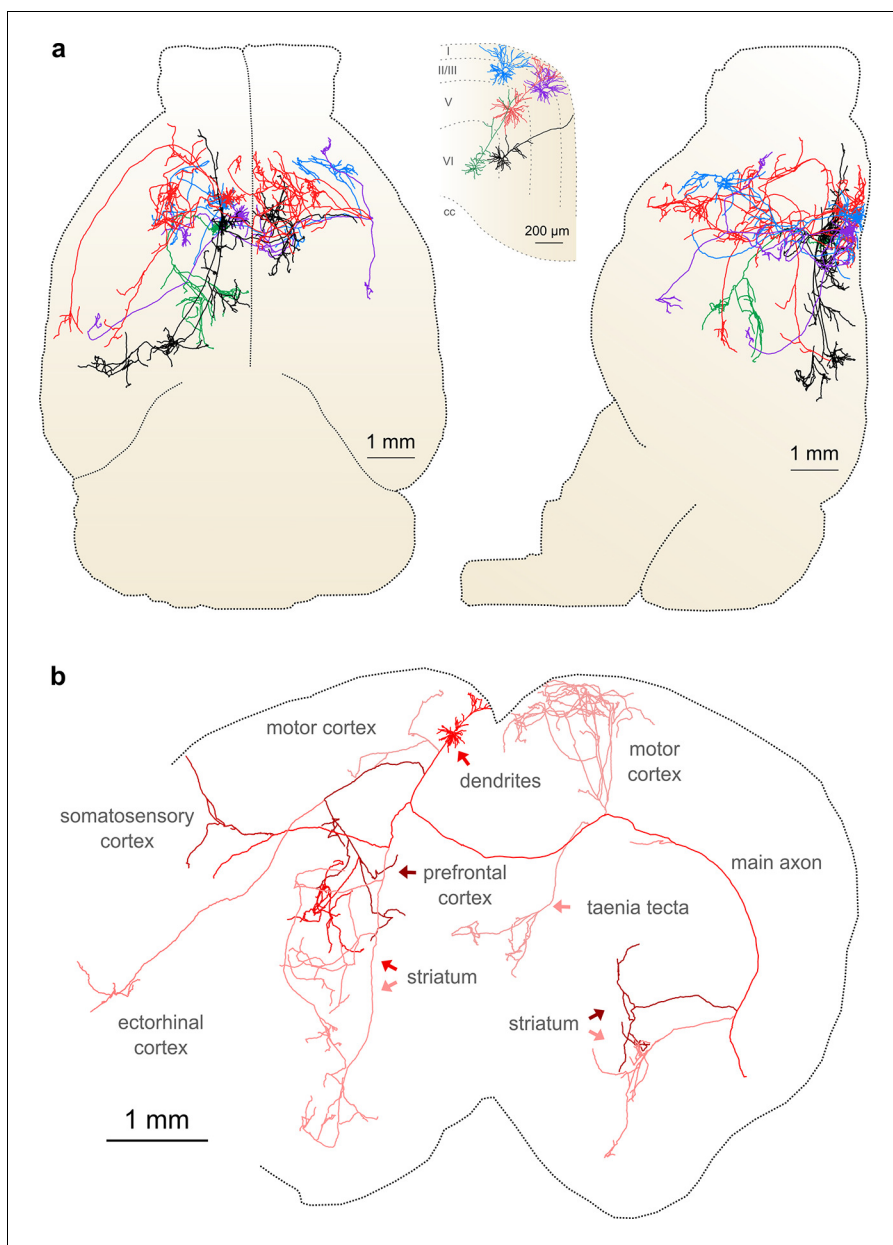 a
I
II/III
V
VI
cc
200 µm
1 mm
1 mm
b
motor cortex
dendrites
motor
cortex
somatosensory
cortex
main axon
prefrontal
cortex
taenia tecta
striatum
striatum
ectorhinal
cortex
1 mm